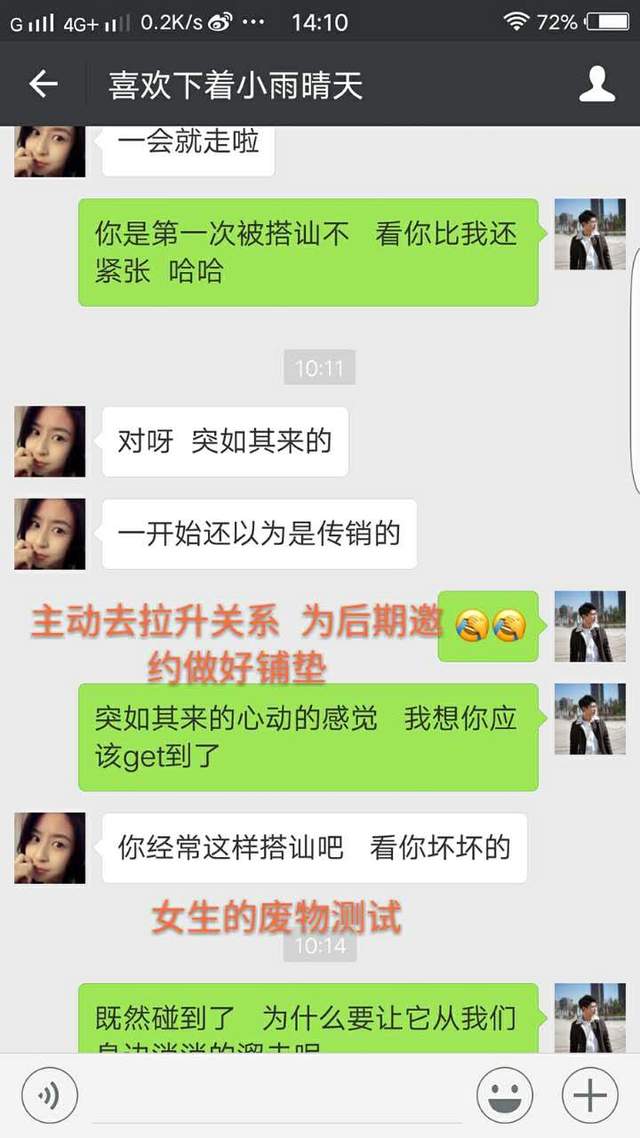 G 4G+ 0.2K/s 14:10 72%
喜欢下着小雨晴天
一会就走啦
你是第一次被搭讪不 看你比我还
紧张 哈哈
10:11
对呀 突如其来的
一开始还以为是传销的
主动去拉升关系 为后期邀
约做好铺垫
突如其来的心动的感觉 我想你应
该get到了
你经常这样搭讪吧 看你坏坏的
女生的废物测试
10:14
既然碰到了 为什么要让它从我们